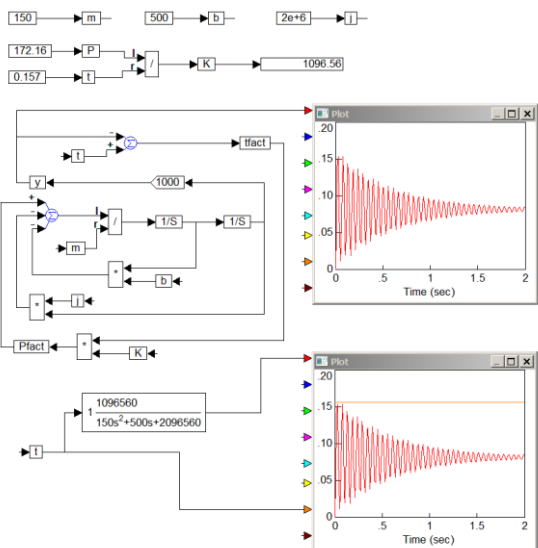 150 m 500 b 2e+6 j
172.16 P l r / K 1096.56
0.157 t
Plot
− + Σ tfact
t
y 1000
+ − − Σ l r / 1/S 1/S
m
* b
* j
Pfact * K
.20
.15
.10
.05
0
0 .5 1 1.5 2
Time (sec)
Plot
1 1096560
150s²+500s+2096560
t
.20
.15
.10
.05
0
0 .5 1 1.5 2
Time (sec)